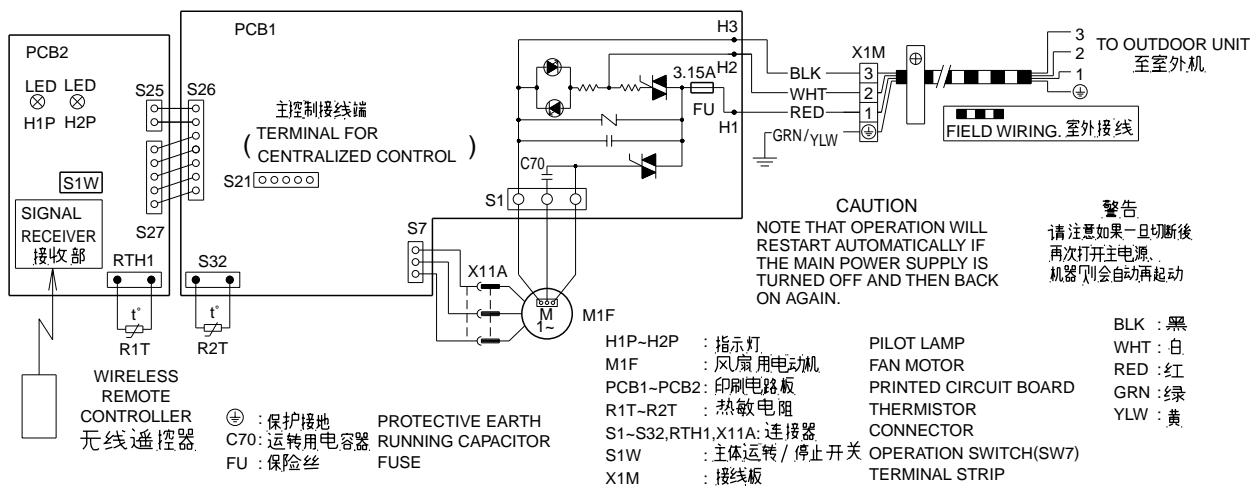 PCB2
LED LED
H1P H2P
S25
S26
S1W
SIGNAL
RECEIVER
接收部
S27
RTH1
t°
R1T
WIRELESS
REMOTE
CONTROLLER
无线遥控器
PCB1
主控制接线端
( TERMINAL FOR
CENTRALIZED CONTROL )
S21
S32
t°
R2T
S7
X11A
M
1~
M1F
S1
C70
3.15A
FU
H3
H2
H1
BLK
WHT
RED
GRN/YLW
X1M
3
2
1
3
2
1
TO OUTDOOR UNIT
至室外机
FIELD WIRING. 室外接线
CAUTION
NOTE THAT OPERATION WILL
RESTART AUTOMATICALLY IF
THE MAIN POWER SUPPLY IS
TURNED OFF AND THEN BACK
ON AGAIN.
警告
请注意如果一旦切断後
再次打开主电源、
机器则会自动再起动
: 保护接地 PROTECTIVE EARTH
C70: 运转用电容器 RUNNING CAPACITOR
FU : 保险丝 FUSE
H1P~H2P : 指示灯 PILOT LAMP
M1F : 风扇用电动机 FAN MOTOR
PCB1~PCB2: 印刷电路板 PRINTED CIRCUIT BOARD
R1T~R2T : 热敏电阻 THERMISTOR
S1~S32,RTH1,X11A: 连接器 CONNECTOR
S1W : 主体运转/停止开关 OPERATION SWITCH(SW7)
X1M : 接线板 TERMINAL STRIP
BLK : 黑
WHT : 白
RED : 红
GRN : 绿
YLW : 黄